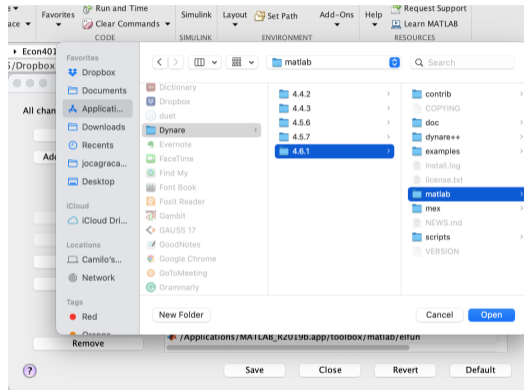 Favorites
Run and Time
Simulink
Layout
Set Path
Add-Ons
Help
Request Support
ace
Clear Commands
Learn MATLAB
CODE
SIMULINK
ENVIRONMENT
RESOURCES
Econ401
5/Dropbox
All chan
Add
Remove
Favorites
Dropbox
Documents
Applicati...
Downloads
Recents
jocagraca...
Desktop
iCloud
iCloud Dri...
Locations
Camilo's...
Network
Tags
Red
Orange
matlab
Search
Dictionary
Dropbox
duet
Dynare
Evernote
FaceTime
Find My
Font Book
Foxit Reader
Gambit
GAUSS 17
GoodNotes
Google Chrome
GoToMeeting
Grammarly
4.4.2
4.4.3
4.5.6
4.5.7
4.6.1
contrib
COPYING
doc
dynare++
examples
install.log
license.txt
matlab
mex
NEWS.md
scripts
VERSION
New Folder
Cancel
Open
/Applications/MATLAB_R2019b.app/toolbox/matlab/elfun
?
Save
Close
Revert
Default